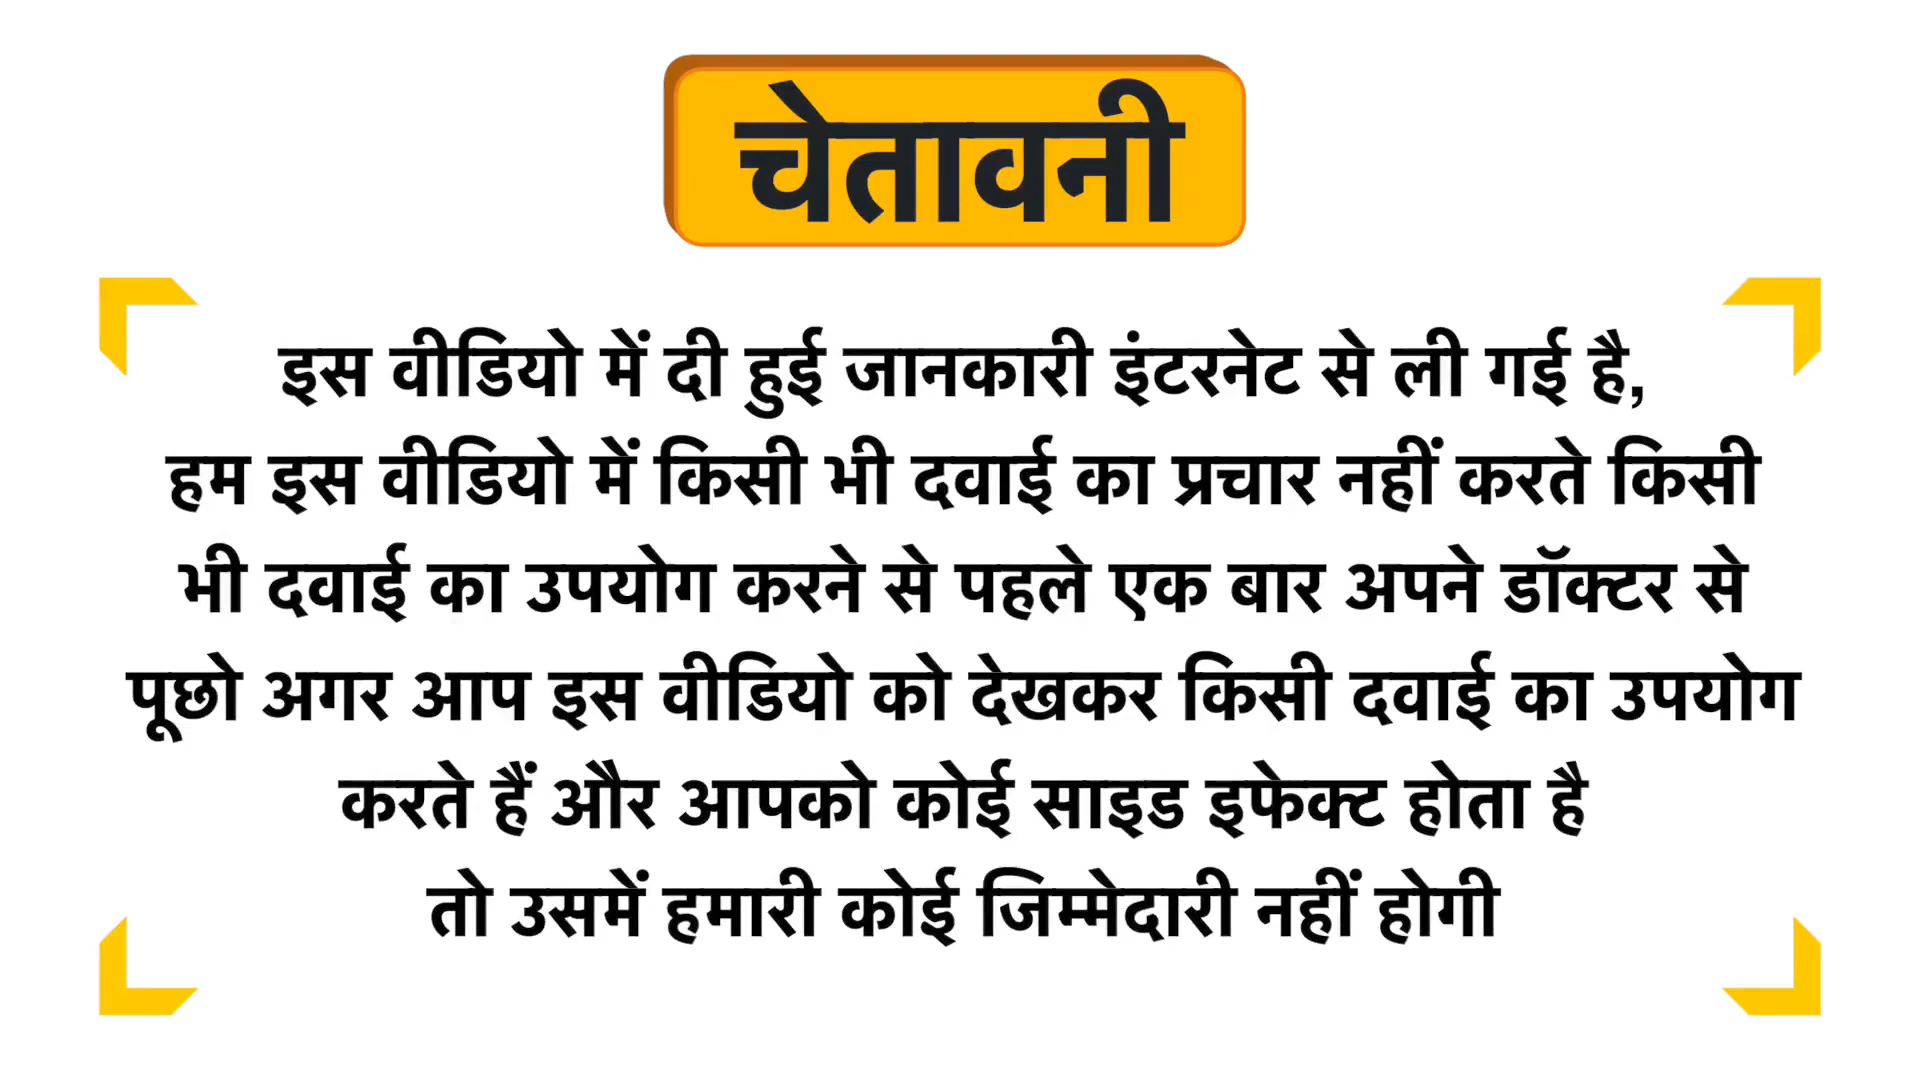 चेतावनी
इस वीडियो में दी हुई जानकारी इंटरनेट से ली गई है,
हम इस वीडियो में किसी भी दवाई का प्रचार नहीं करते किसी
भी दवाई का उपयोग करने से पहले एक बार अपने डॉक्टर से
पूछो अगर आप इस वीडियो को देखकर किसी दवाई का उपयोग
करते हैं और आपको कोई साइड इफेक्ट होता है
तो उसमें हमारी कोई जिम्मेदारी नहीं होगी